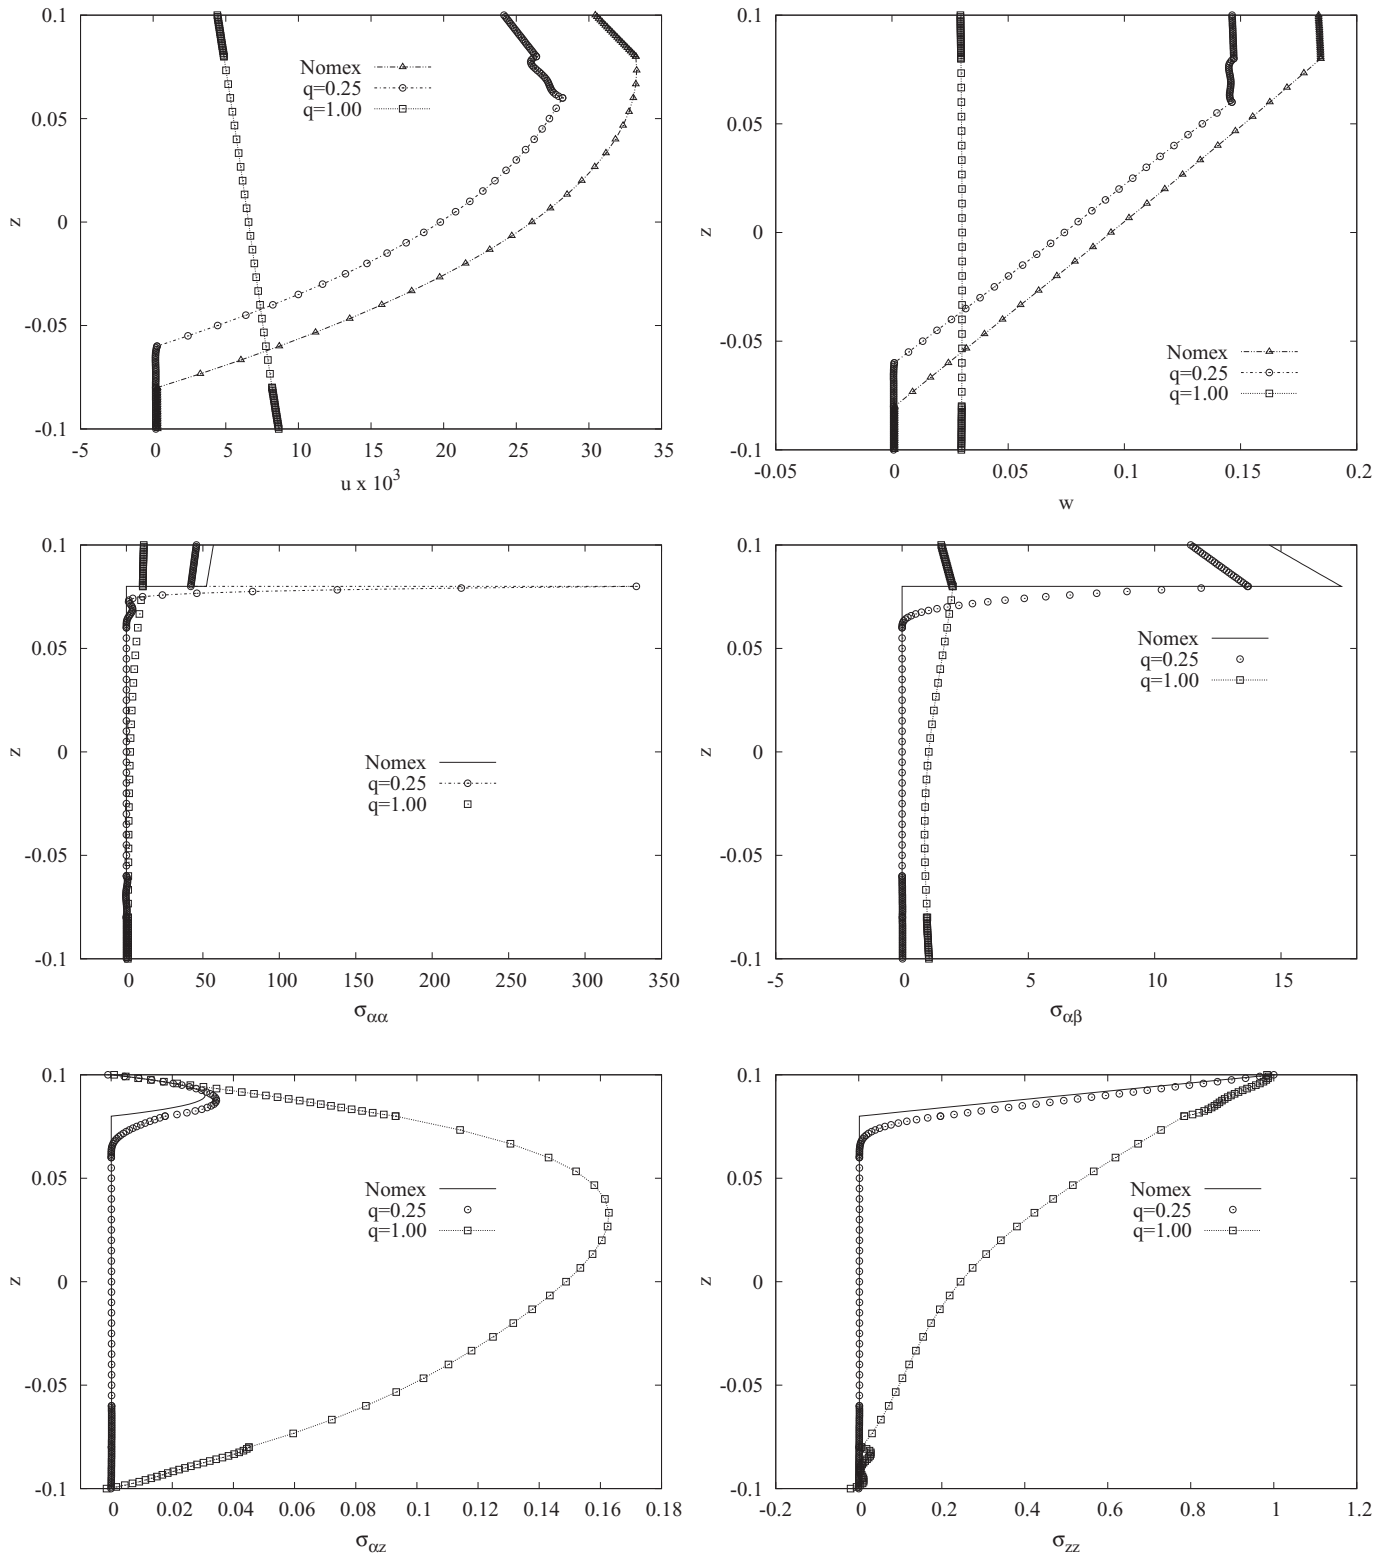 0.1
0.05
0
-0.05
-0.1
z
Nomex
q=0.25
q=1.00
-5 0 5 10 15 20 25 30 35
u x 10³
0.1
0.05
0
-0.05
-0.1
z
Nomex
q=0.25
q=1.00
-0.05 0 0.05 0.1 0.15 0.2
w
0.1
0.05
0
-0.05
-0.1
z
Nomex
q=0.25
q=1.00
0 50 100 150 200 250 300 350
σαα
0.1
0.05
0
-0.05
-0.1
z
Nomex
q=0.25
q=1.00
-5 0 5 10 15
σαβ
0.1
0.05
0
-0.05
-0.1
z
Nomex
q=0.25
q=1.00
0 0.02 0.04 0.06 0.08 0.1 0.12 0.14 0.16 0.18
σαz
0.1
0.05
0
-0.05
-0.1
z
Nomex
q=0.25
q=1.00
-0.2 0 0.2 0.4 0.6 0.8 1 1.2
σzz